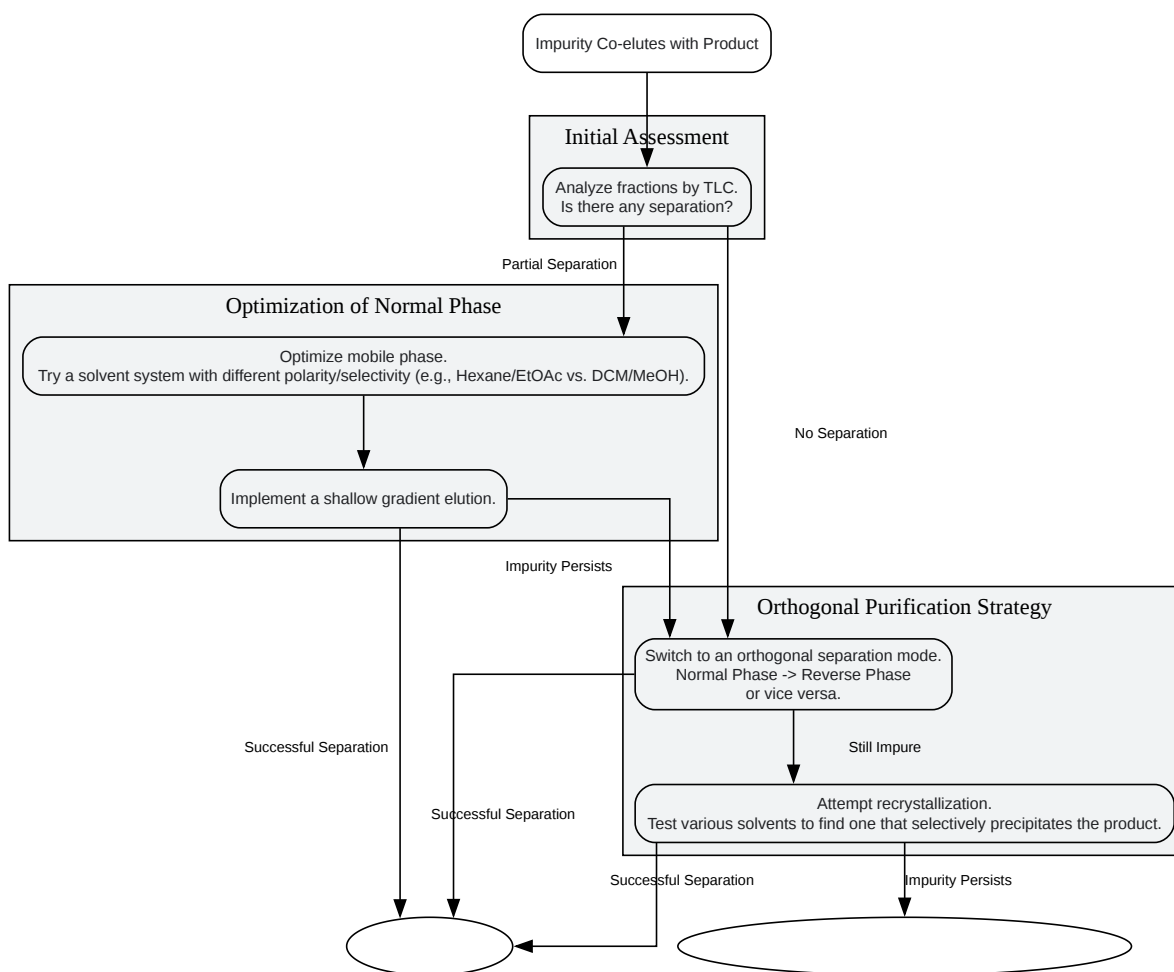 Impurity Co-elutes with Product
Initial Assessment
Analyze fractions by TLC.
Is there any separation?
Partial Separation
Optimization of Normal Phase
Optimize mobile phase.
Try a solvent system with different polarity/selectivity (e.g., Hexane/EtOAc vs. DCM/MeOH).
No Separation
Implement a shallow gradient elution.
Impurity Persists
Orthogonal Purification Strategy
Switch to an orthogonal separation mode.
Normal Phase -> Reverse Phase
or vice versa.
Successful Separation
Still Impure
Successful Separation
Attempt recrystallization.
Test various solvents to find one that selectively precipitates the product.
Successful Separation
Impurity Persists